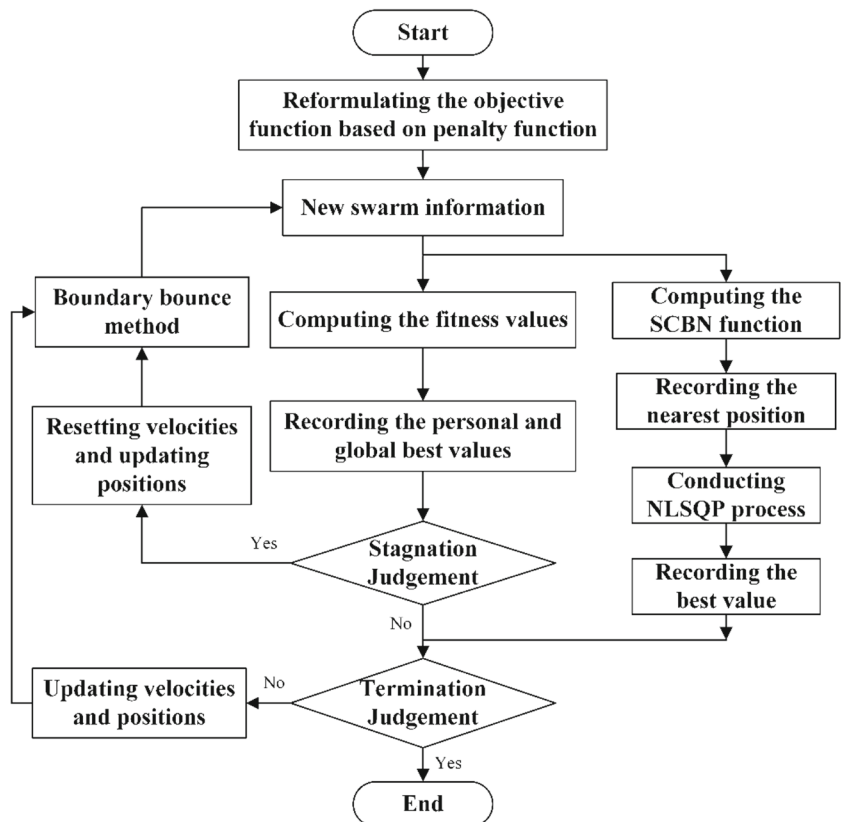 Start
Reformulating the objective
function based on penalty function
New swarm information
Boundary bounce
method
Computing the fitness values
Computing the
SCBN function
Recording the
nearest position
Resetting velocities
and updating
positions
Recording the personal and
global best values
Conducting
NLSQP process
Yes
Stagnation
Judgement
Recording the
best value
No
Updating velocities
and positions
No
Termination
Judgement
Yes
End